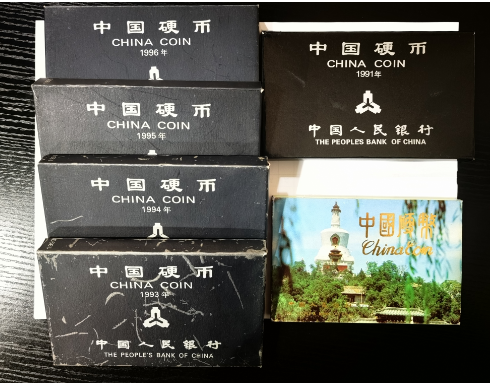 中国硬币
CHINA COIN
1996年
中国硬币
CHINA COIN
1995年
中国硬币
CHINA COIN
1994年
中国硬币
CHINA COIN
1993年
中国人民银行
THE PEOPLE'S BANK OF CHINA
中国硬币
CHINA COIN
1991年
中国人民银行
THE PEOPLE'S BANK OF CHINA
中國硬幣
China Coin